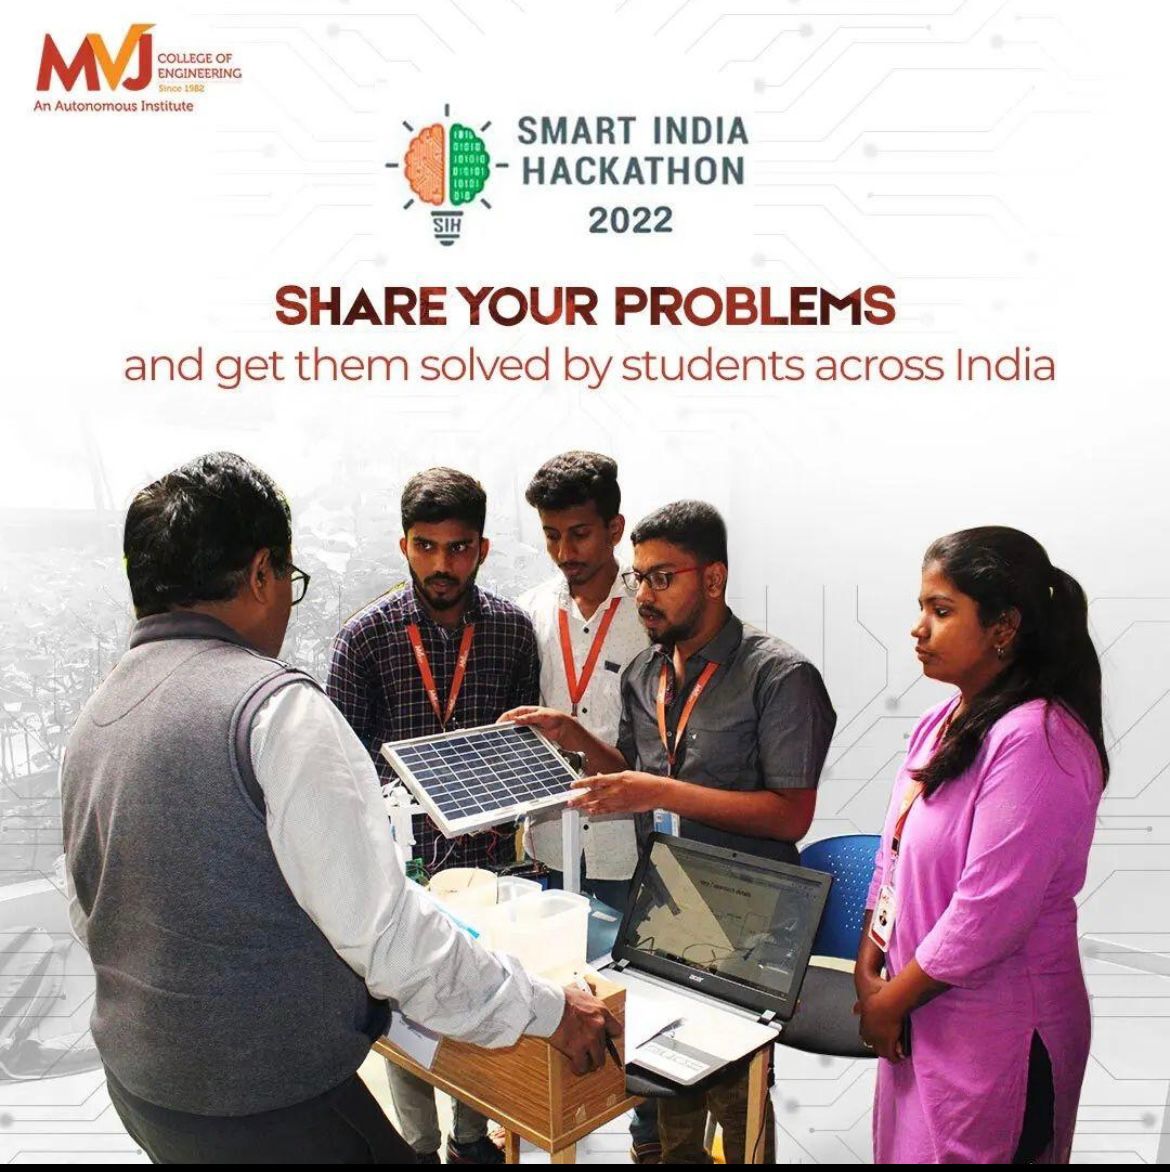 MVJ
COLLEGE OF
ENGINEERING
Since 1982
An Autonomous Institute
SIH
SMART INDIA
HACKATHON
2022
SHARE YOUR PROBLEMS
and get them solved by students across India
acer